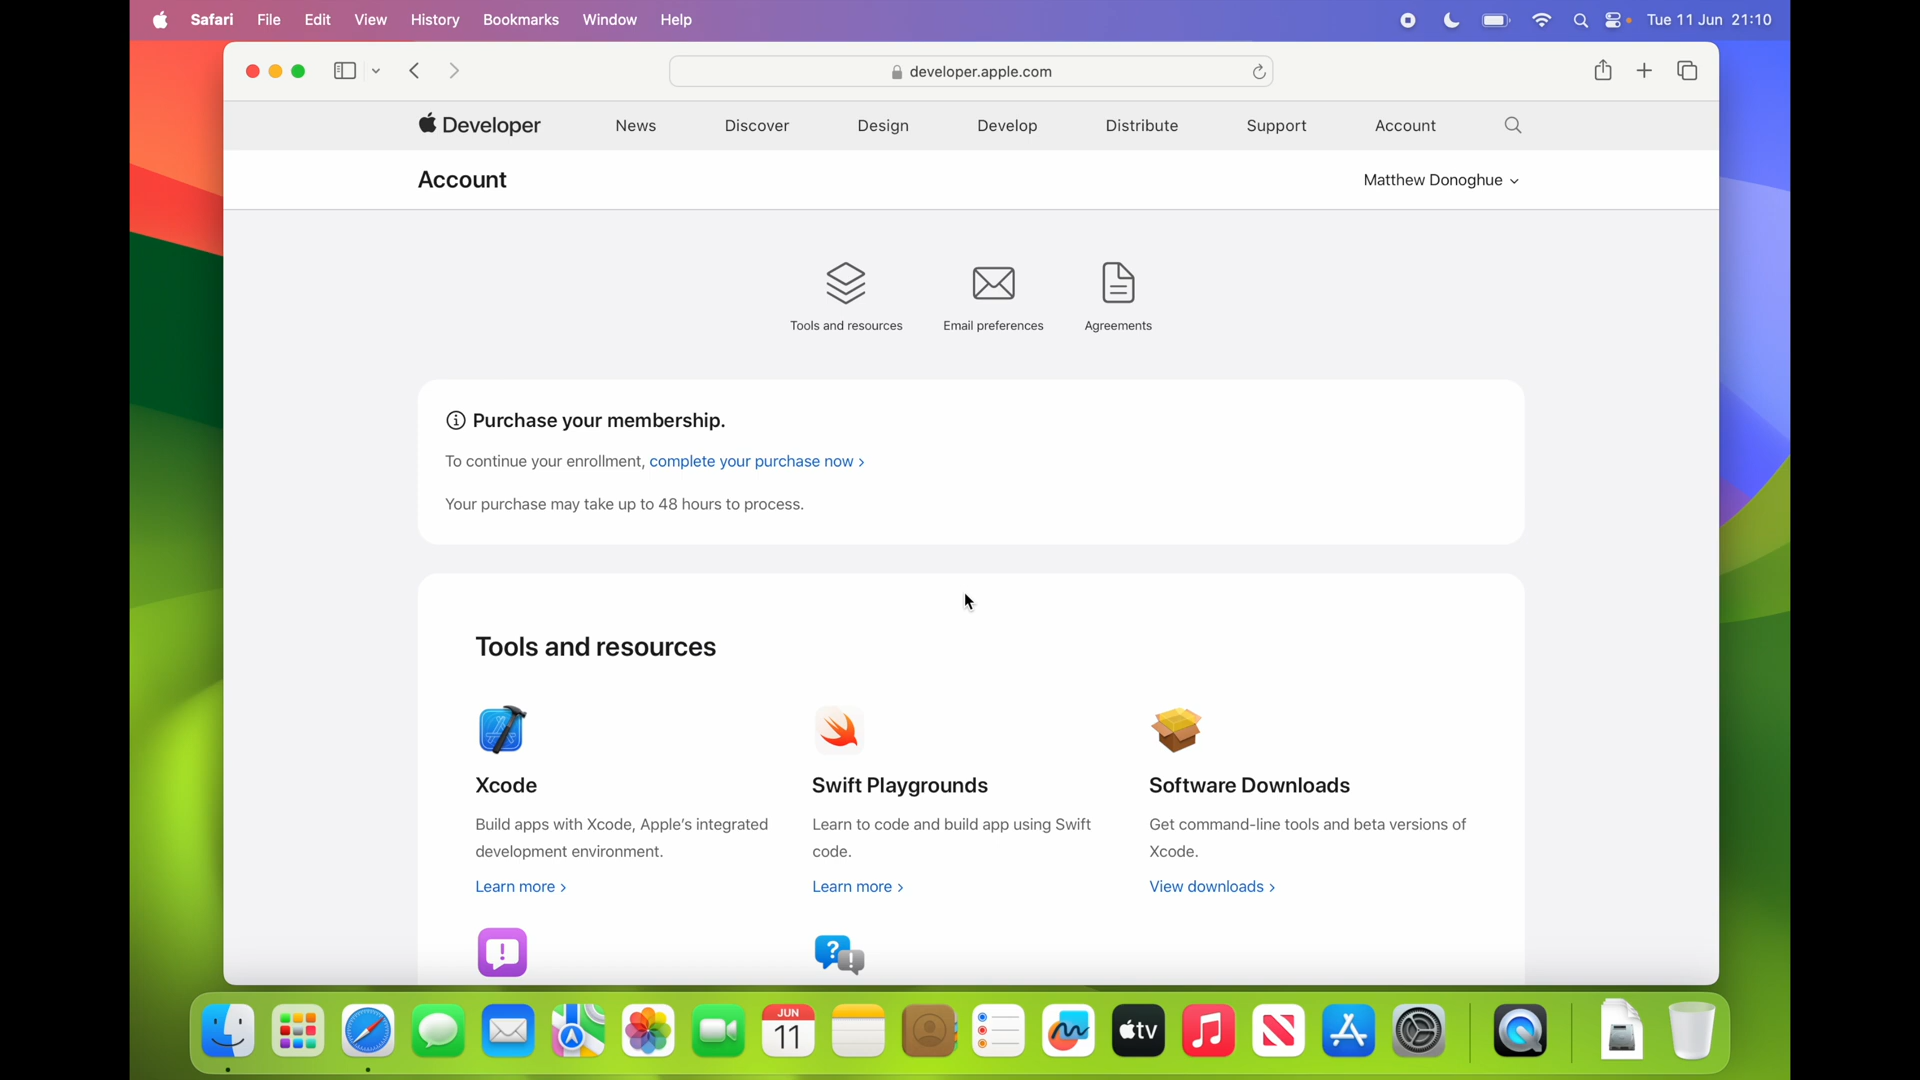 Safari File Edit View History Bookmarks Window Help Tue 11 Jun 21:10
developer.apple.com
Developer News Discover Design Develop Distribute Support Account
Account Matthew Donoghue
Tools and resources Email preferences Agreements
Purchase your membership.
To continue your enrollment, complete your purchase now >
Your purchase may take up to 48 hours to process.
Tools and resources
Xcode Swift Playgrounds Software Downloads
Build apps with Xcode, Apple's integrated Learn to code and build app using Swift Get command-line tools and beta versions of
development environment. code. Xcode.
Learn more > Learn more > View downloads >
JUN
11
tv